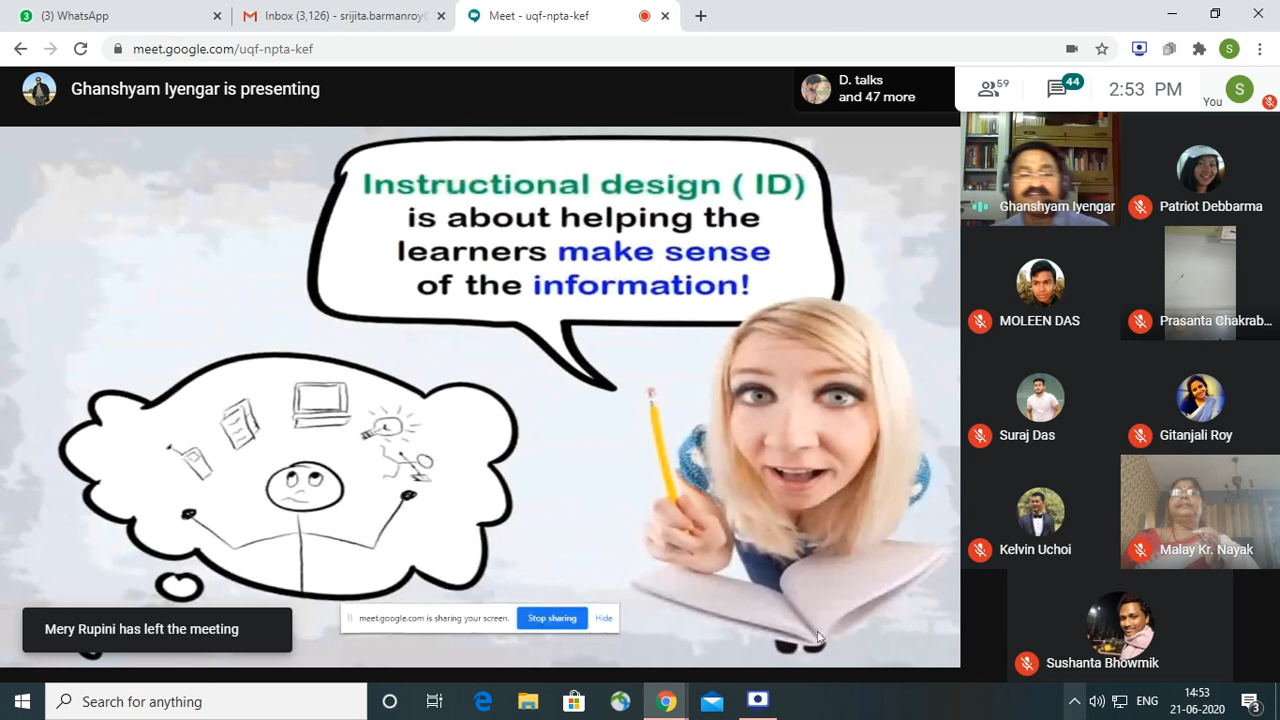 (3) WhatsApp
Inbox (3,126) - srijita.barmanroy@
Meet - uqf-npta-kef
meet.google.com/uqf-npta-kef
Ghanshyam Iyengar is presenting
D. talks
and 47 more
59
44
2:53 PM
You
S
S
Instructional design ( ID)
is about helping the
learners make sense
of the information!
Ghanshyam Iyengar
Patriot Debbarma
MOLEEN DAS
Prasanta Chakrab...
Suraj Das
Gitanjali Roy
Kelvin Uchoi
Malay Kr. Nayak
Sushanta Bhowmik
meet.google.com is sharing your screen.
Stop sharing
Hide
Mery Rupini has left the meeting
Search for anything
ENG
14:53
21-06-2020
3